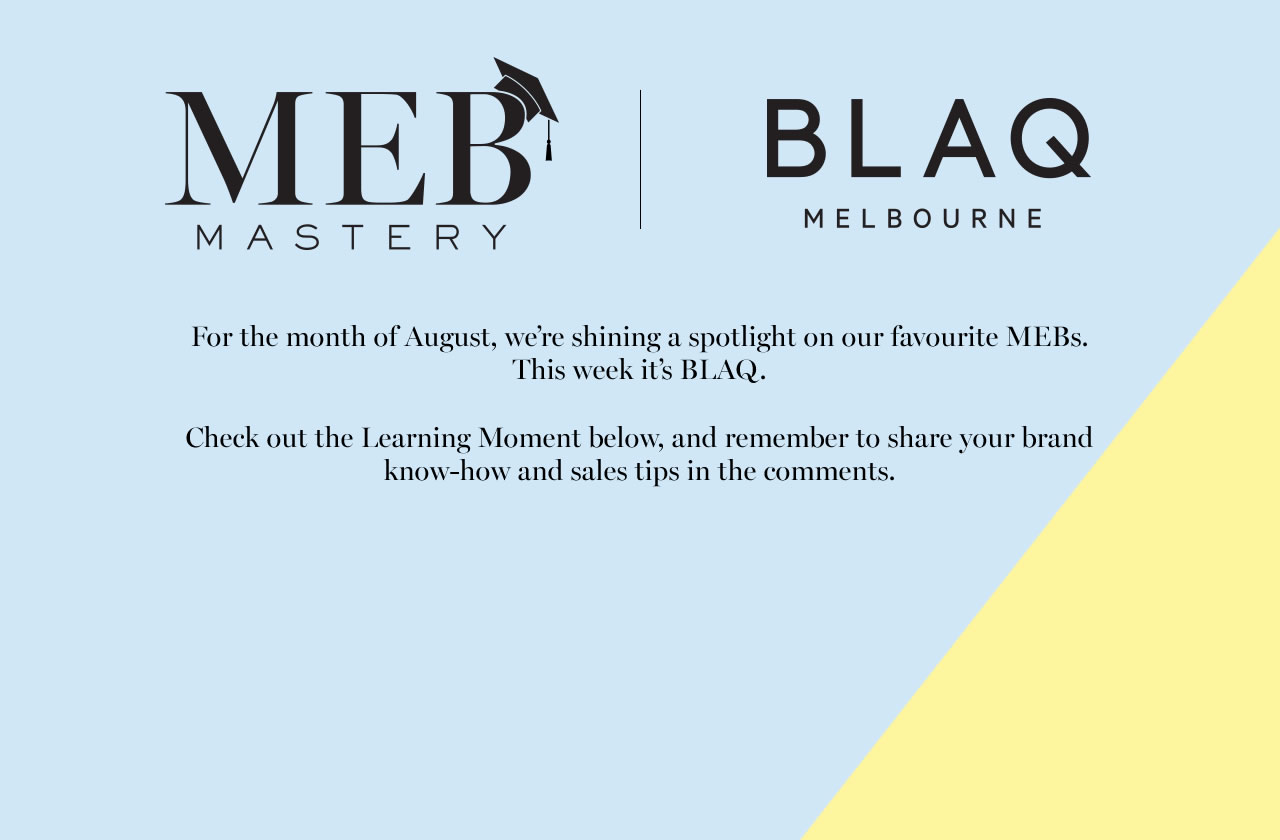 MEB
MASTERY
BLAQ
MELBOURNE
For the month of August, we’re shining a spotlight on our favourite MEBs.
This week it’s BLAQ.
Check out the Learning Moment below, and remember to share your brand
know-how and sales tips in the comments.